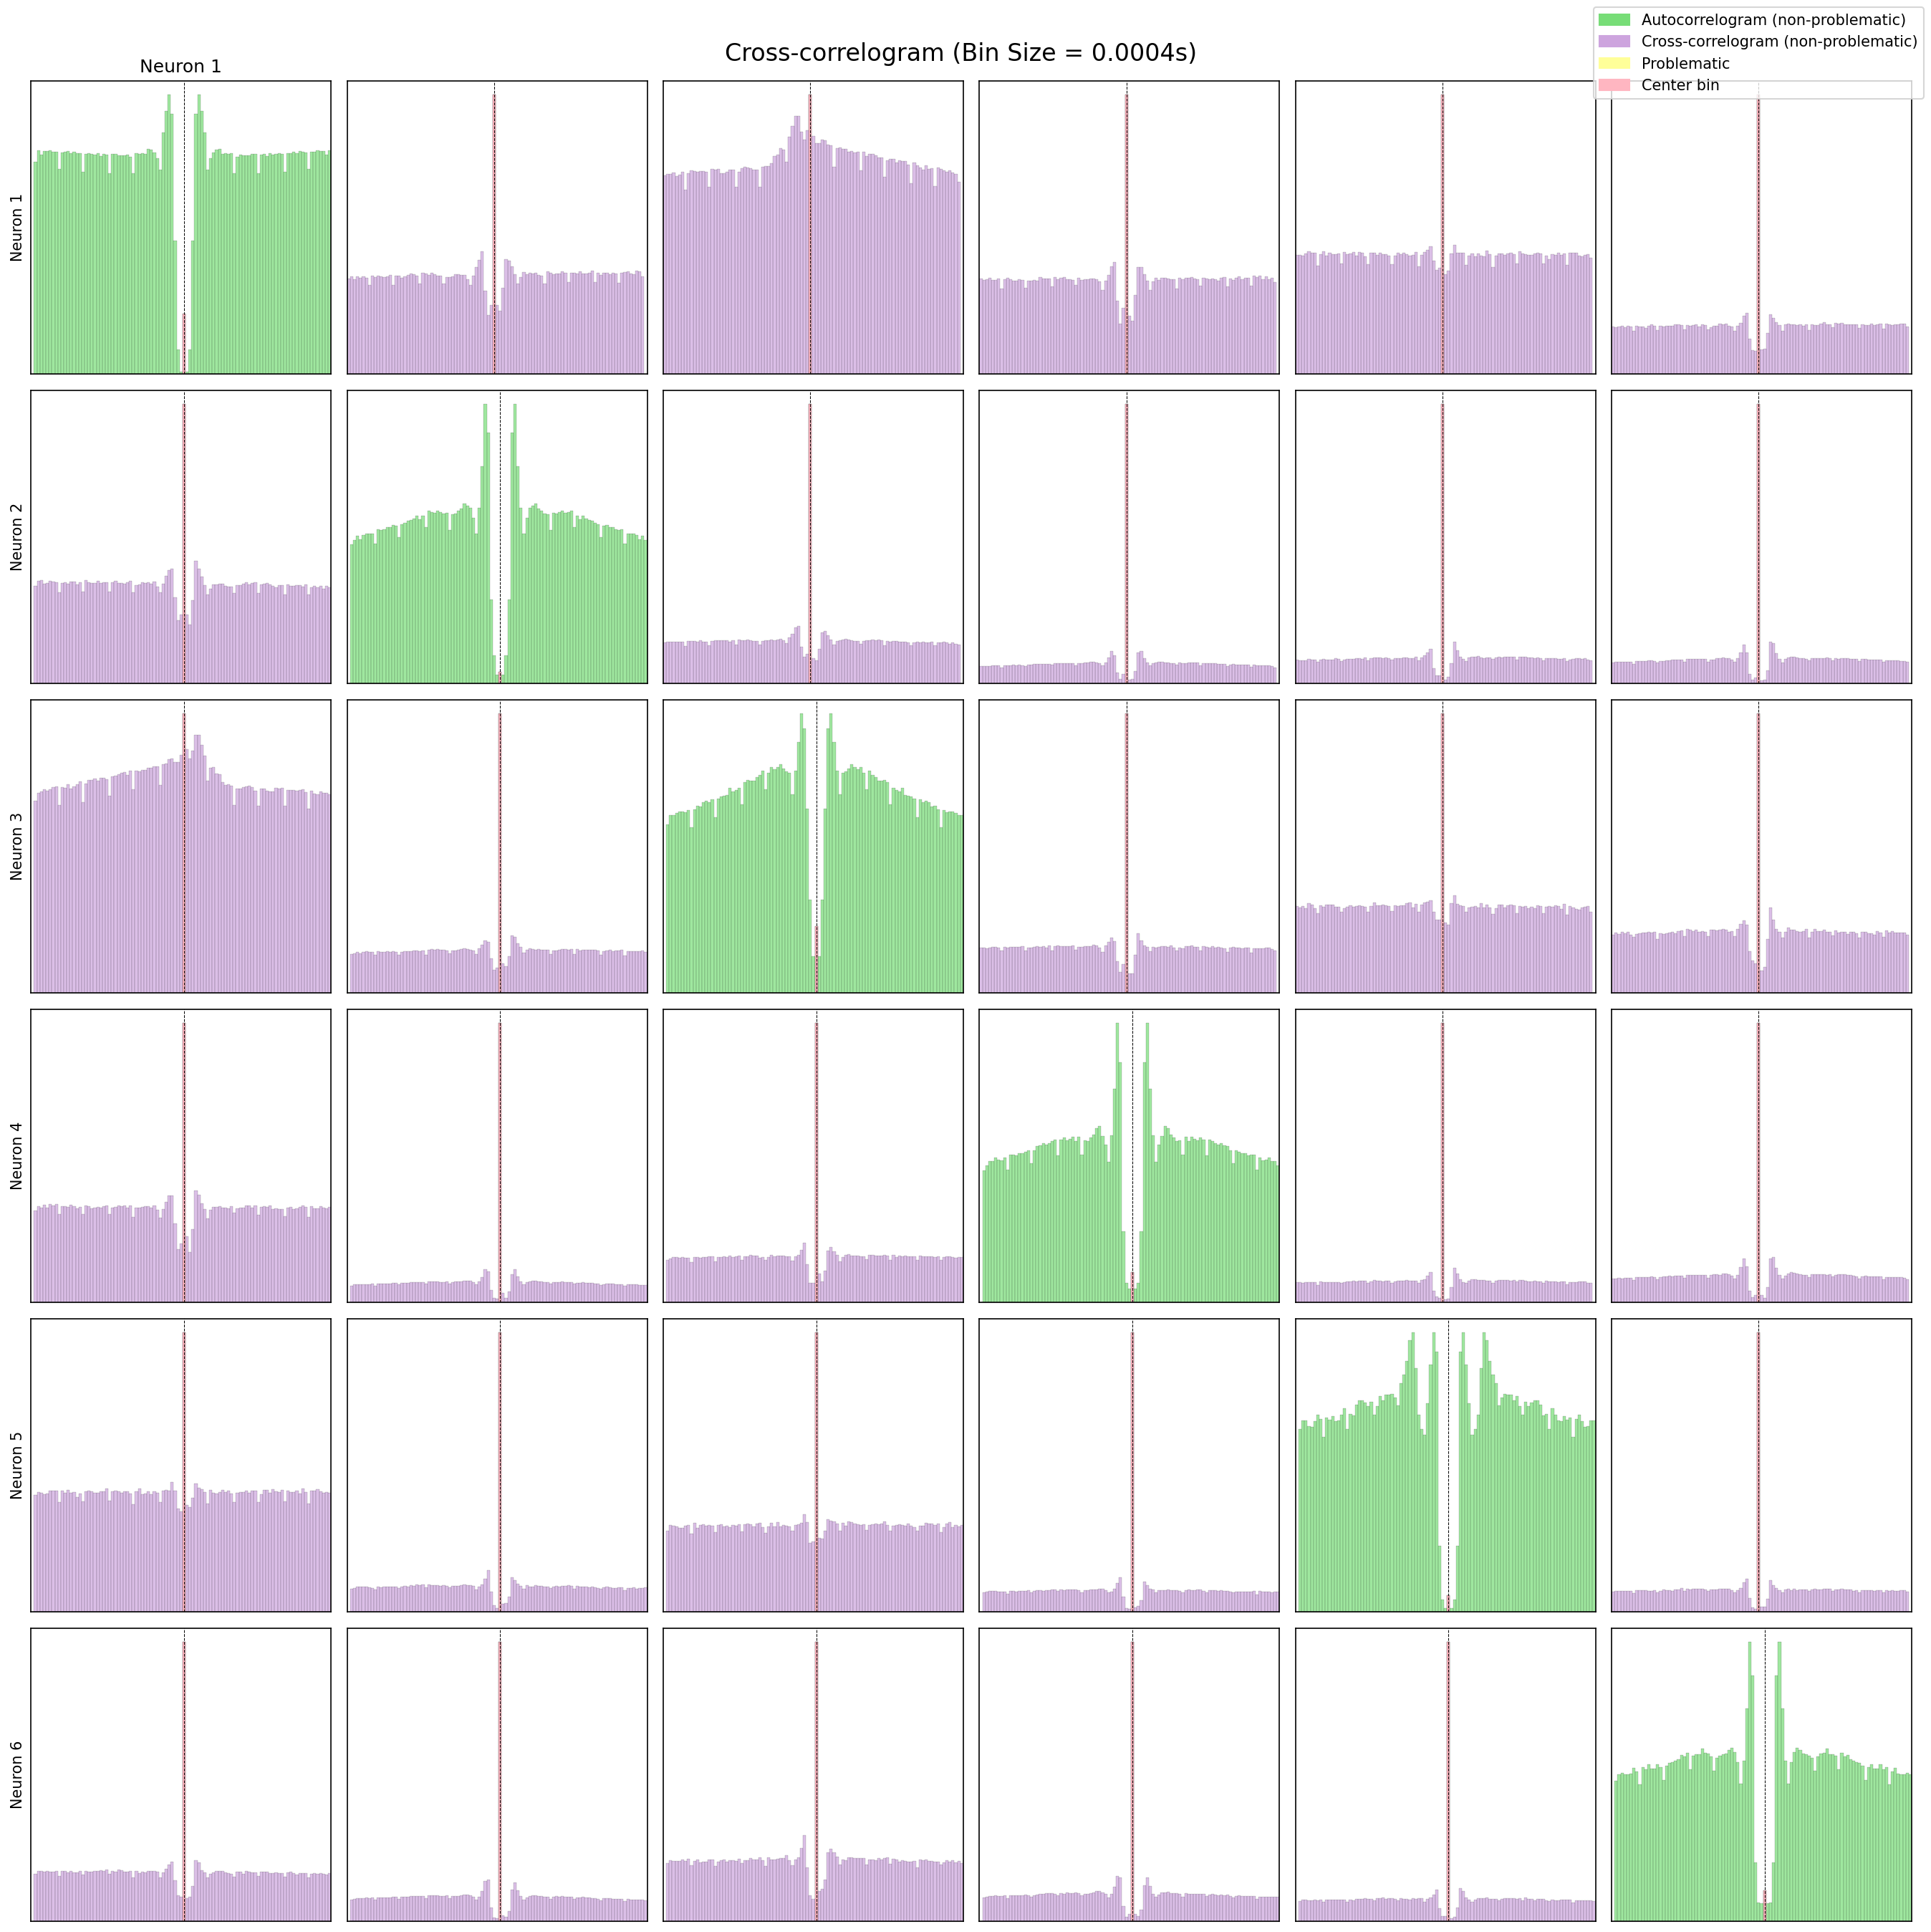 Autocorrelogram (non-problematic)
Cross-correlogram (non-problematic)
Problematic
Center bin
Cross-correlogram (Bin Size = 0.0004s)
Neuron 1
Neuron 1
Neuron 2
Neuron 3
Neuron 4
Neuron 5
Neuron 6